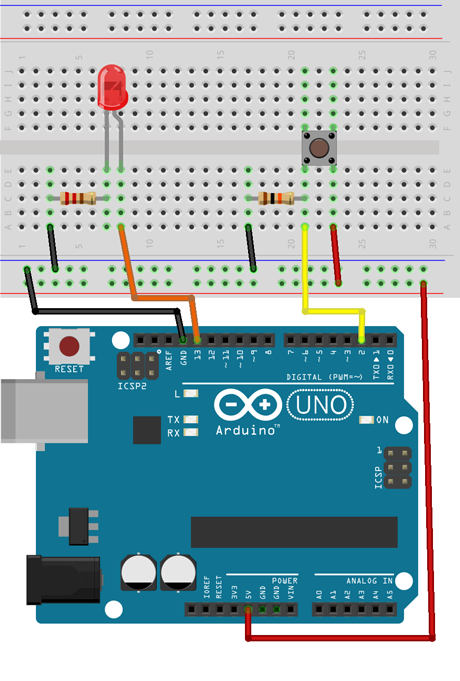 1 5 10 15 20 25 30
J J
I I
H H
G G
F F
E E
D D
C C
B B
A A
1 5 10 15 20 25 30
RESET
ICSP2
AREF
GND
13
12
~11
~10
~9
8
7
~6
~5
4
~3
2
TXD▶1
RXD◀0
DIGITAL (PWM=~)
L
TX
RX
UNO
Arduino™
ON
1
ICSP
POWER
ANALOG IN
IOREF
RESET
3V3
5V
GND
GND
VIN
A0
A1
A2
A3
A4
A5